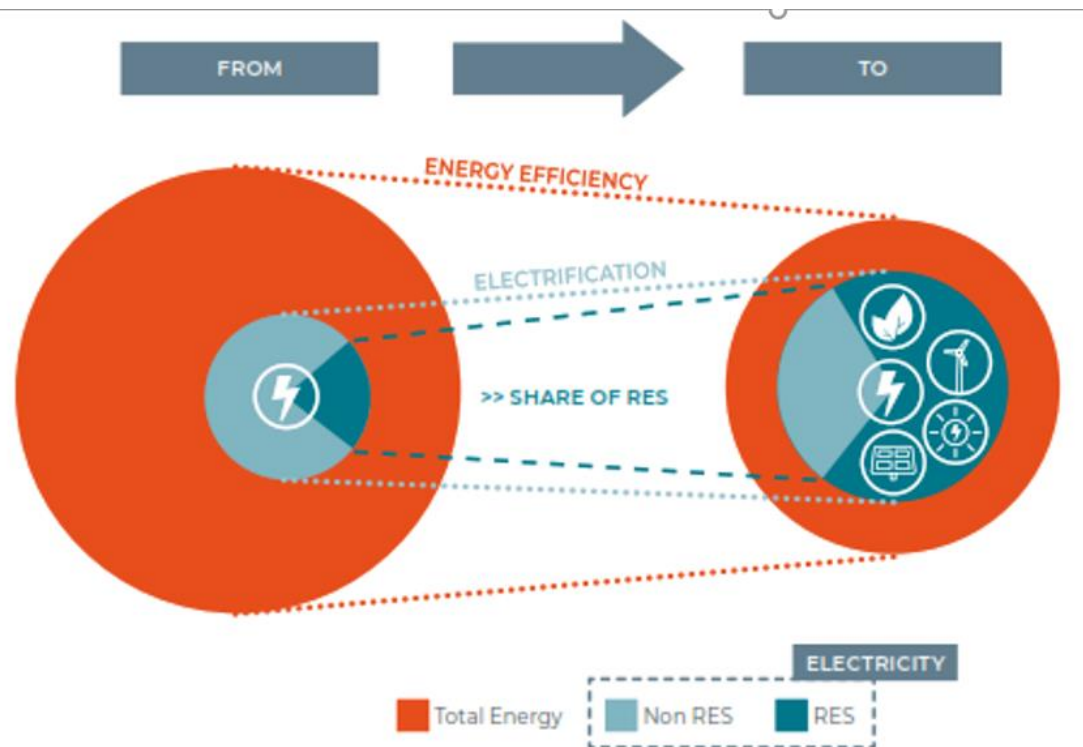 FROM
TO
ENERGY EFFICIENCY
ELECTRIFICATION
>> SHARE OF RES
ELECTRICITY
Total Energy
Non RES
RES